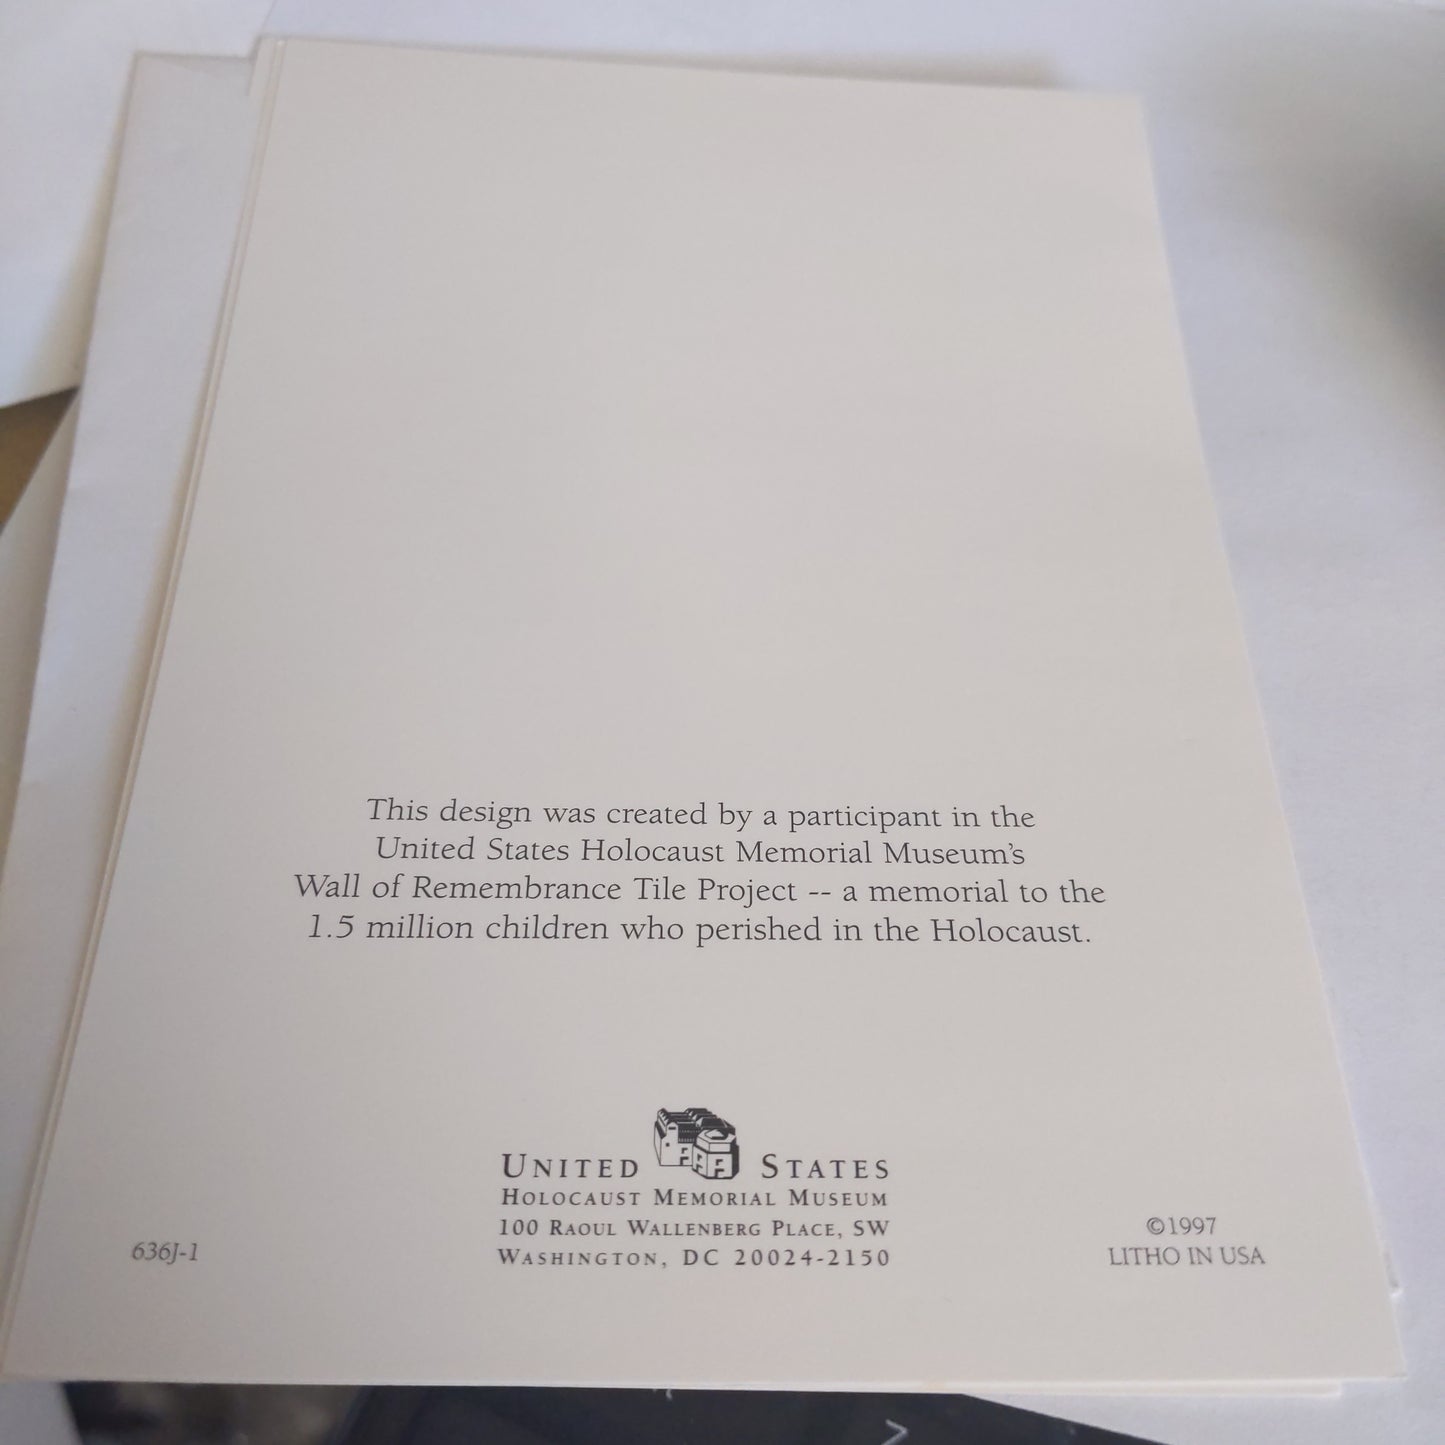 This design was created by a participant in the
United States Holocaust Memorial Museum's
Wall of Remembrance Tile Project -- a memorial to the
1.5 million children who perished in the Holocaust.
UNITED STATES
HOLOCAUST MEMORIAL MUSEUM
100 RAOUL WALLENBERG PLACE, SW
WASHINGTON, DC 20024-2150
636J-1
©1997
LITHO IN USA